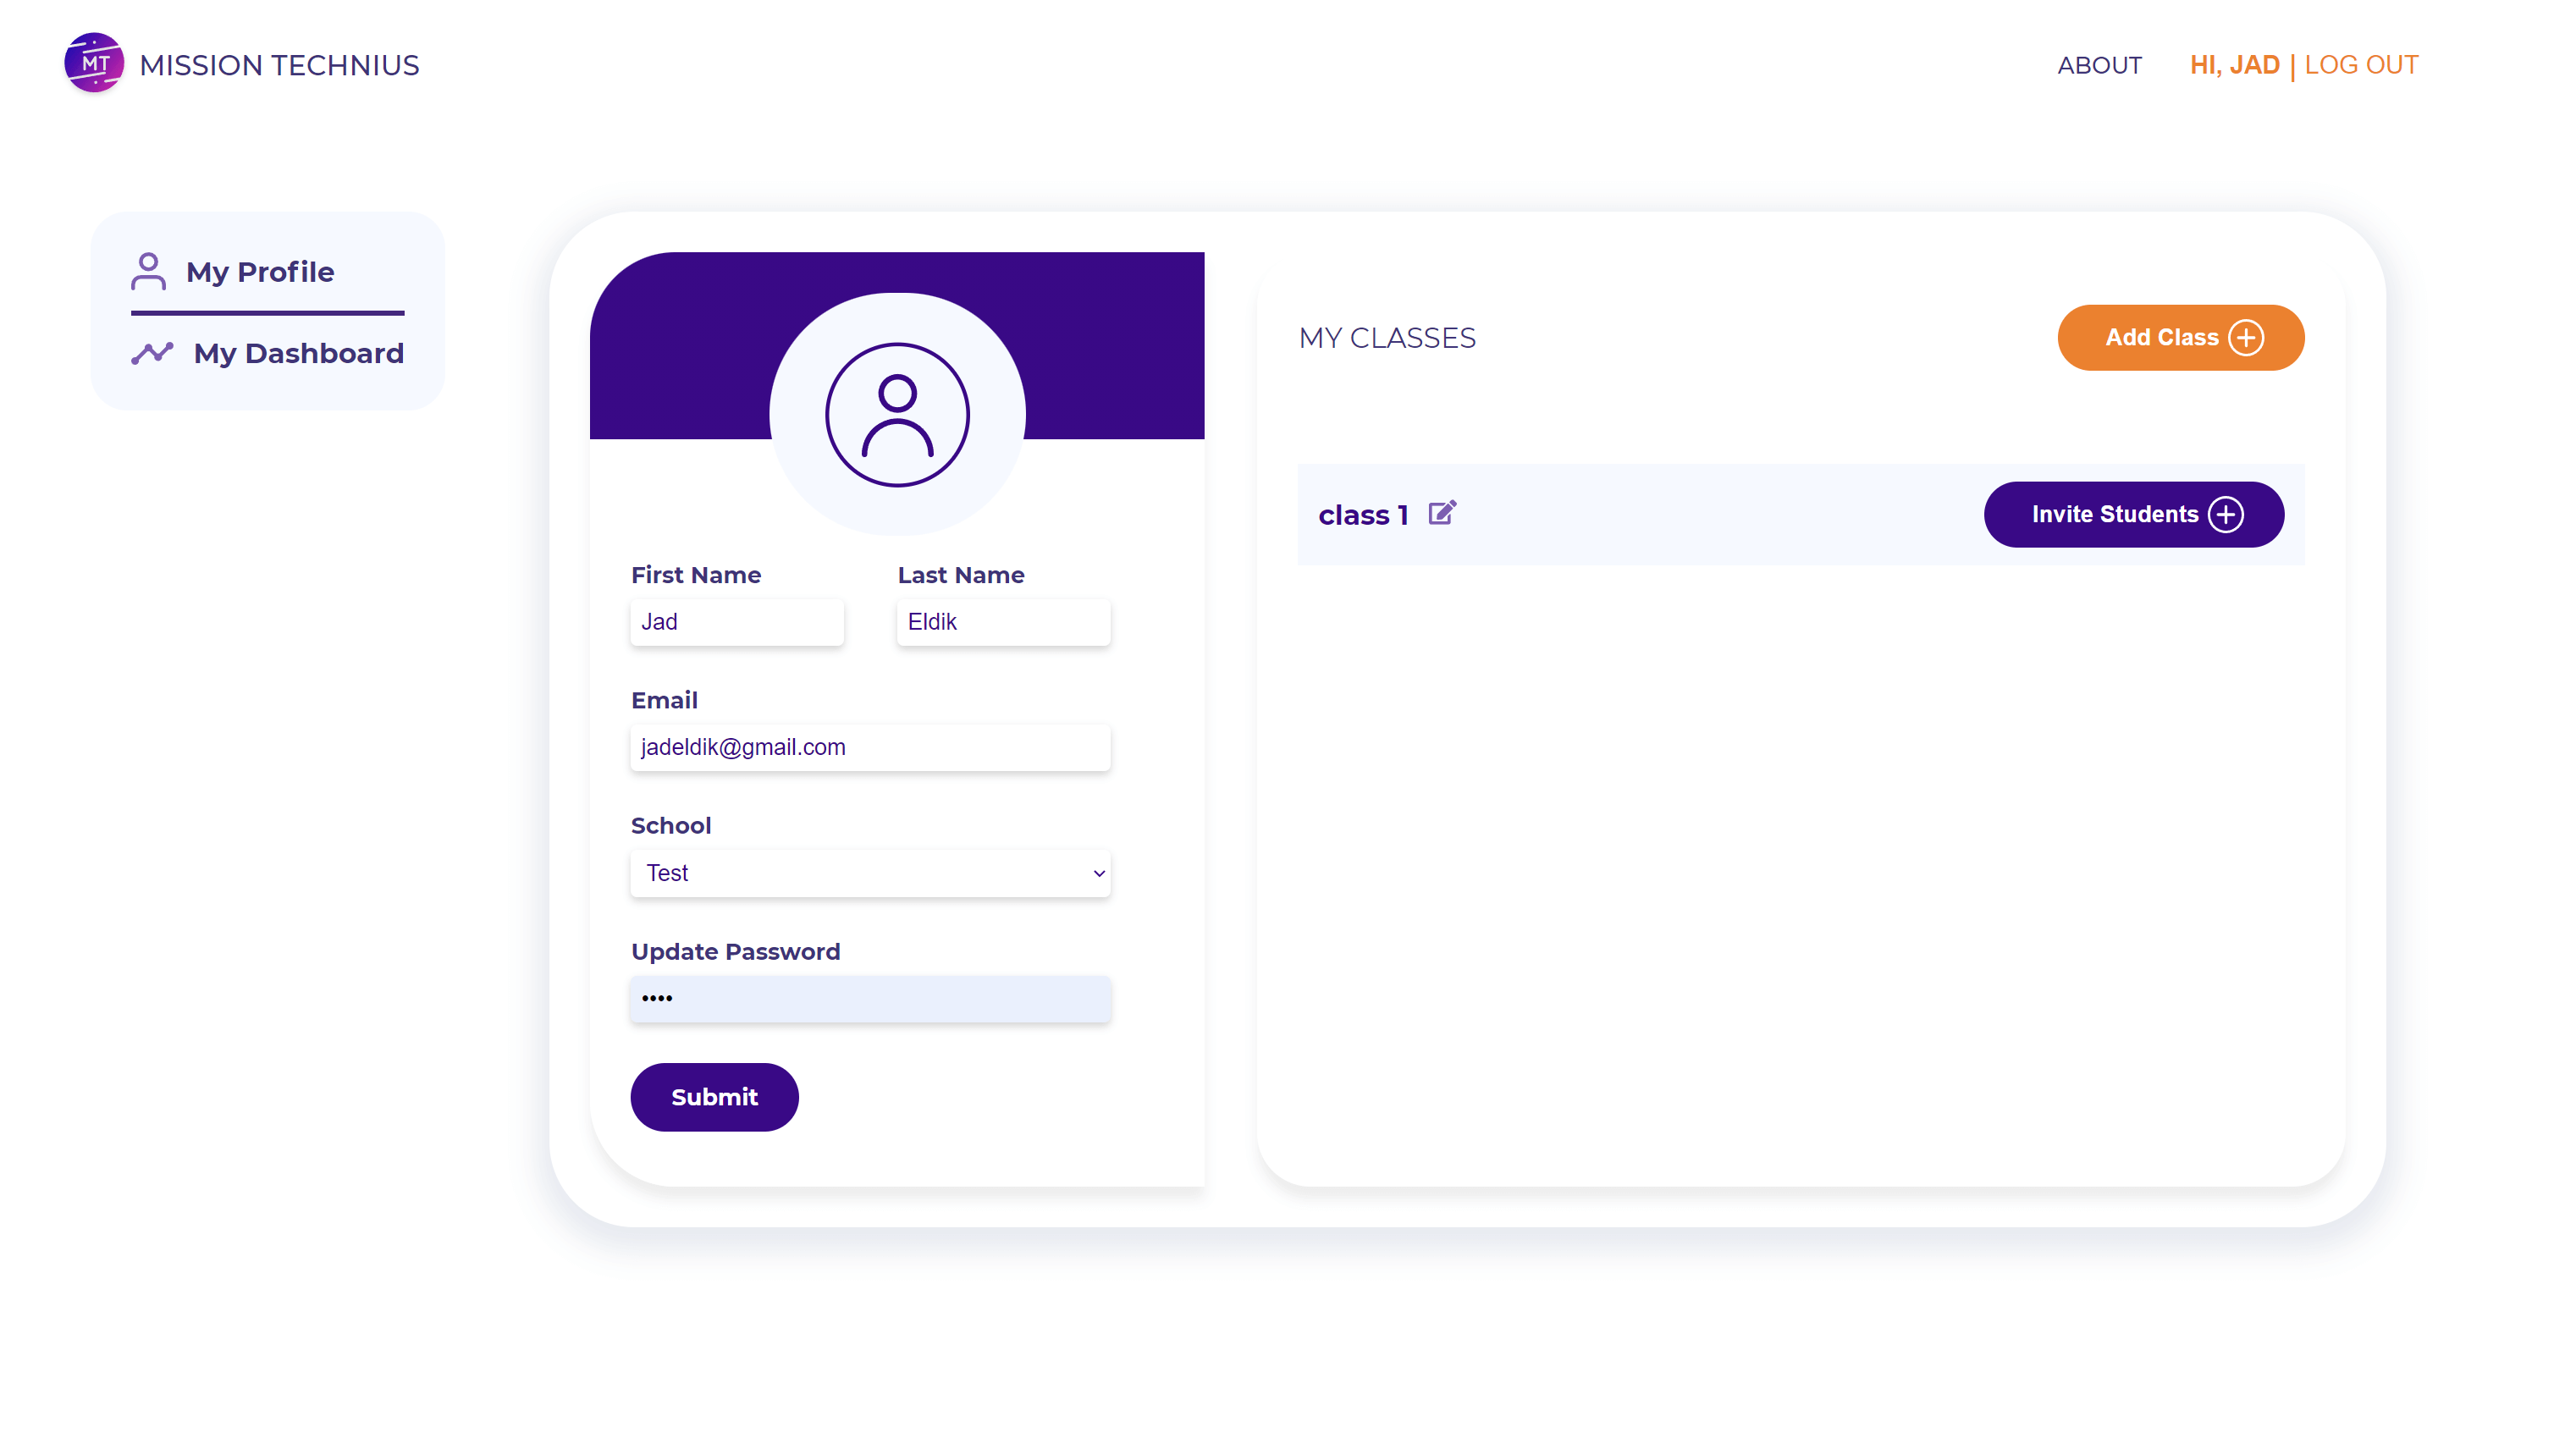 MT MISSION TECHNIUS
ABOUT HI, JAD | LOG OUT
My Profile
My Dashboard
First Name Last Name
Jad Eldik
Email
jadeldik@gmail.com
School
Test
Update Password
••••
Submit
MY CLASSES Add Class
class 1 Invite Students